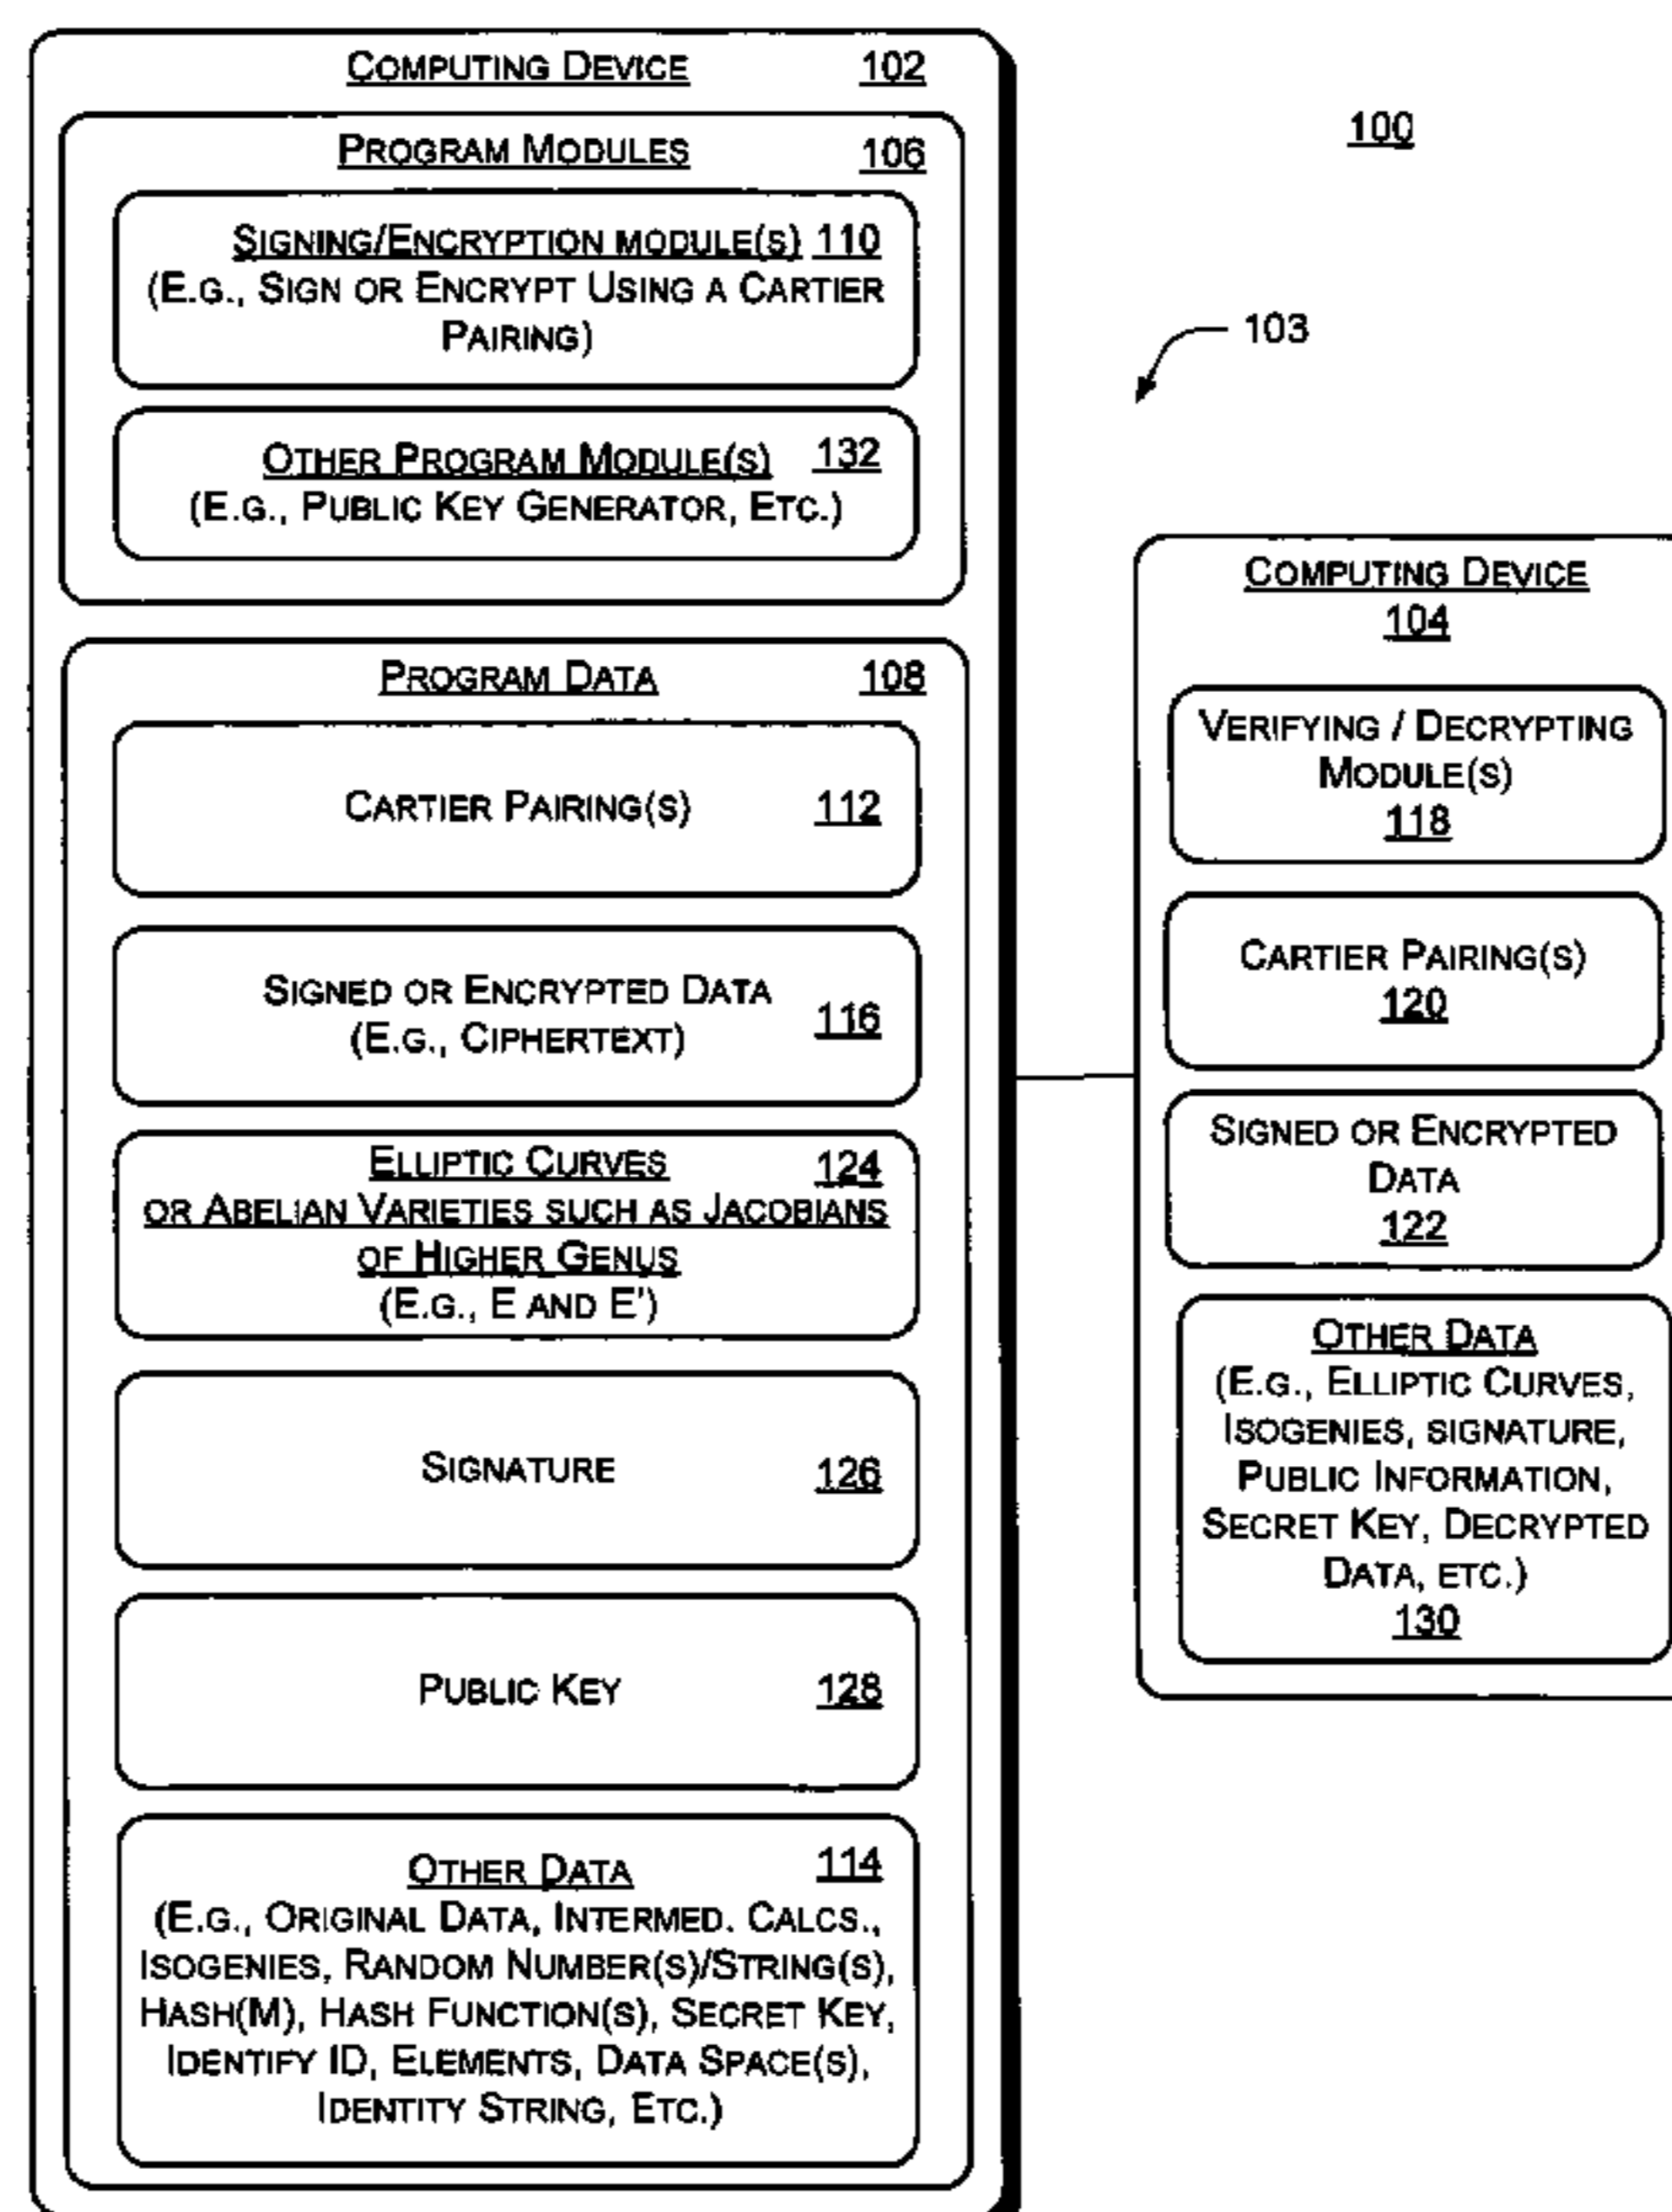 COMPUTING DEVICE 102
100
PROGRAM MODULES 106
SIGNING/ENCRYPTION MODULE(S) 110
(E.G., SIGN OR ENCRYPT USING A CARTIER
PAIRING)
103
OTHER PROGRAM MODULE(S) 132
(E.G., PUBLIC KEY GENERATOR, ETC.)
PROGRAM DATA 108
CARTIER PAIRING(S) 112
SIGNED OR ENCRYPTED DATA
(E.G., CIPHERTEXT) 116
ELLIPTIC CURVES 124
OR ABELIAN VARIETIES SUCH AS JACOBIANS
OF HIGHER GENUS
(E.G., E AND E')
SIGNATURE 126
PUBLIC KEY 128
OTHER DATA 114
(E.G., ORIGINAL DATA, INTERMED. CALCS.,
ISOGENIES, RANDOM NUMBER(S)/STRING(S),
HASH(M), HASH FUNCTION(S), SECRET KEY,
IDENTIFY ID, ELEMENTS, DATA SPACE(S),
IDENTITY STRING, ETC.)
COMPUTING DEVICE
104
VERIFYING / DECRYPTING
MODULE(S)
118
CARTIER PAIRING(S)
120
SIGNED OR ENCRYPTED
DATA
122
OTHER DATA
(E.G., ELLIPTIC CURVES,
ISOGENIES, SIGNATURE,
PUBLIC INFORMATION,
SECRET KEY, DECRYPTED
DATA, ETC.)
130